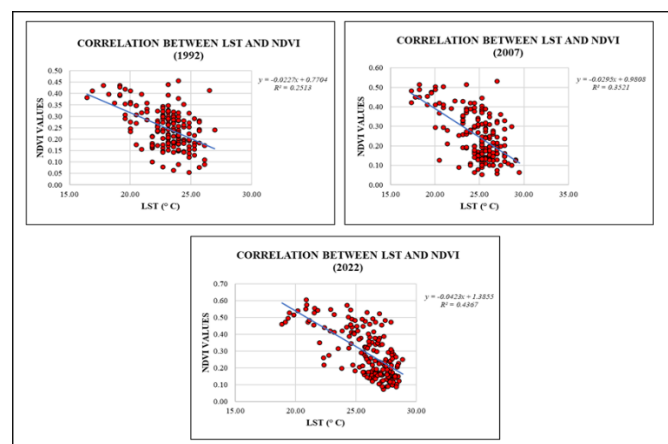 CORRELATION BETWEEN LST AND NDVI
(1992)
y = -0.0227x + 0.7704
R² = 0.2513
NDVI VALUES
0.50
0.45
0.40
0.35
0.30
0.25
0.20
0.15
0.10
0.05
0.00
15.00 20.00 25.00 30.00
LST (° C)
CORRELATION BETWEEN LST AND NDVI
(2007)
y = -0.0295x + 0.9808
R² = 0.3521
NDVI VALUES
0.60
0.50
0.40
0.30
0.20
0.10
0.00
15.00 20.00 25.00 30.00 35.00
LST (° C)
CORRELATION BETWEEN LST AND NDVI
(2022)
y = -0.0423x + 1.3855
R² = 0.4367
NDVI VALUES
0.70
0.60
0.50
0.40
0.30
0.20
0.10
0.00
15.00 20.00 25.00 30.00
LST (° C)